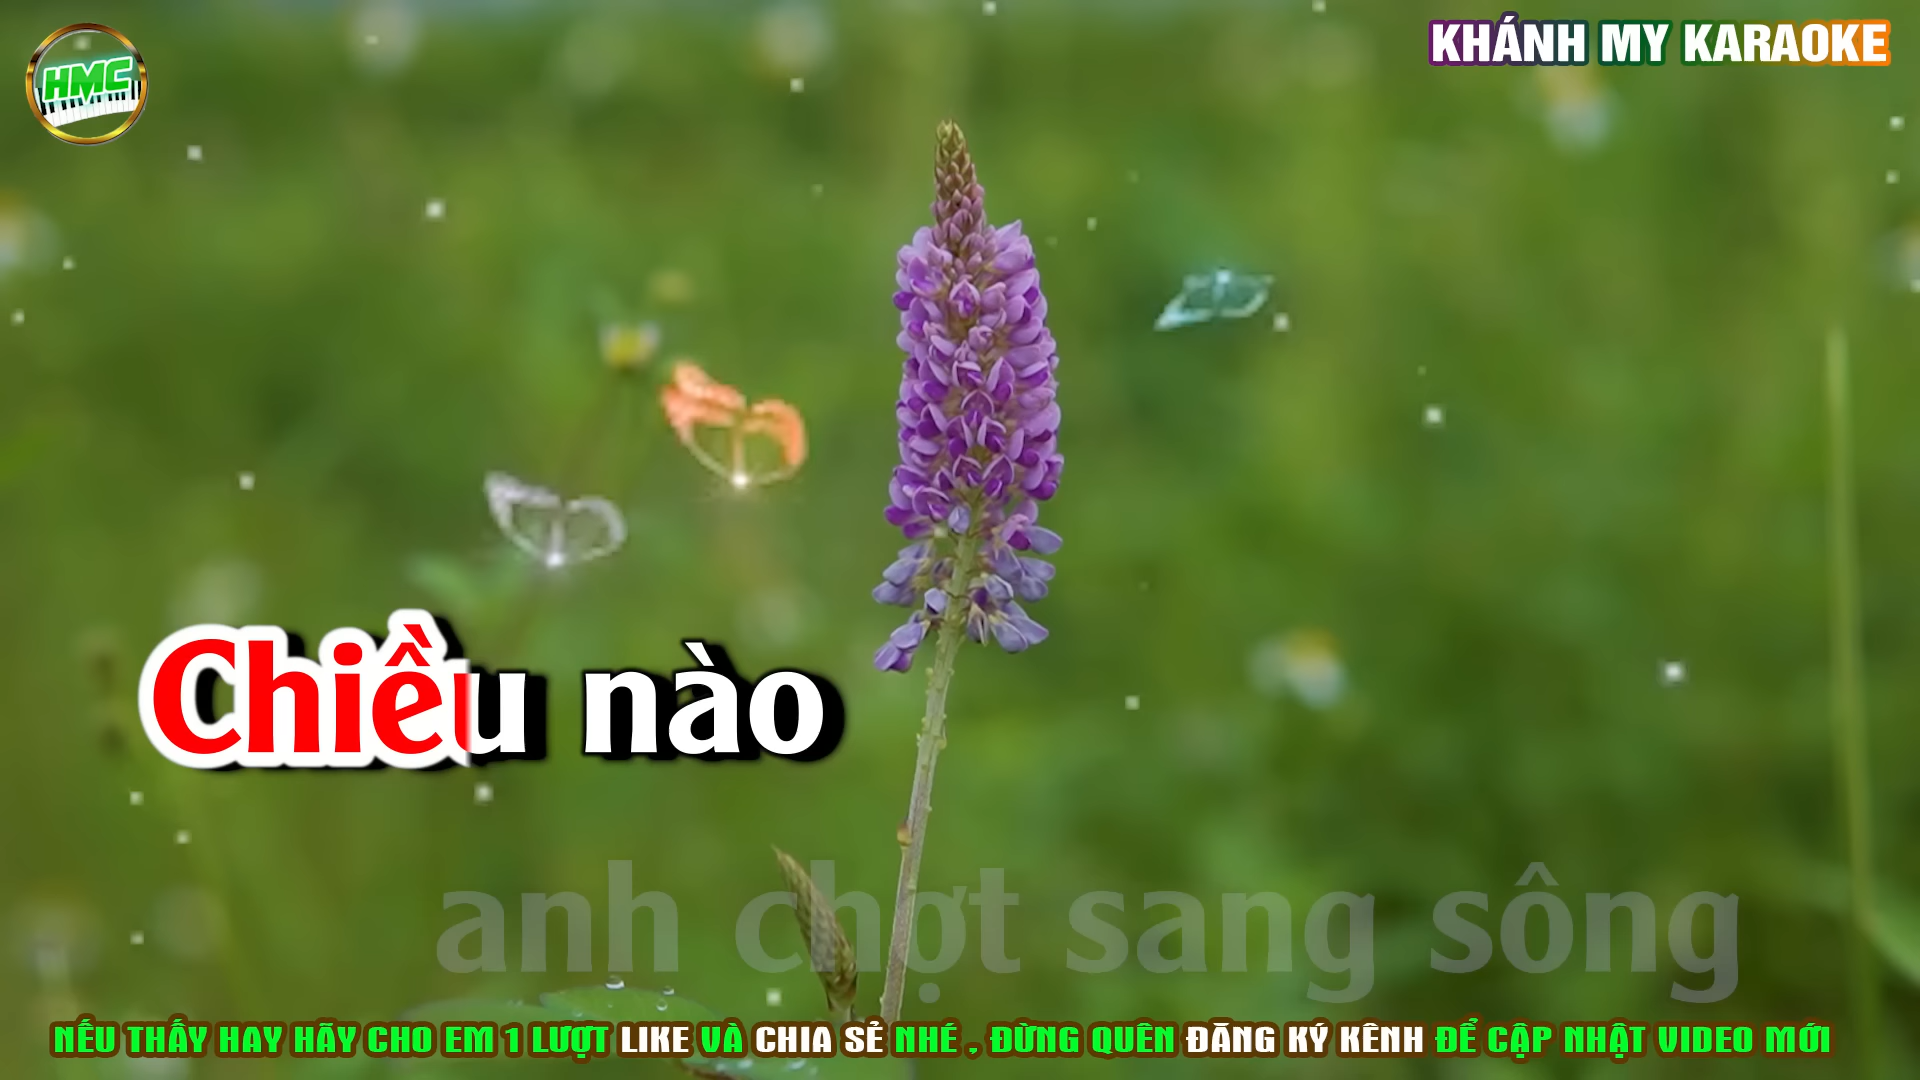 HMC
KHÁNH MY KARAOKE
Chiều nào
anh chợt sang sông
NẾU THẤY HAY HÃY CHO EM 1 LƯỢT LIKE VÀ CHIA SẺ NHÉ , ĐỪNG QUÊN ĐĂNG KÝ KÊNH ĐỂ CẬP NHẬT VIDEO MỚI